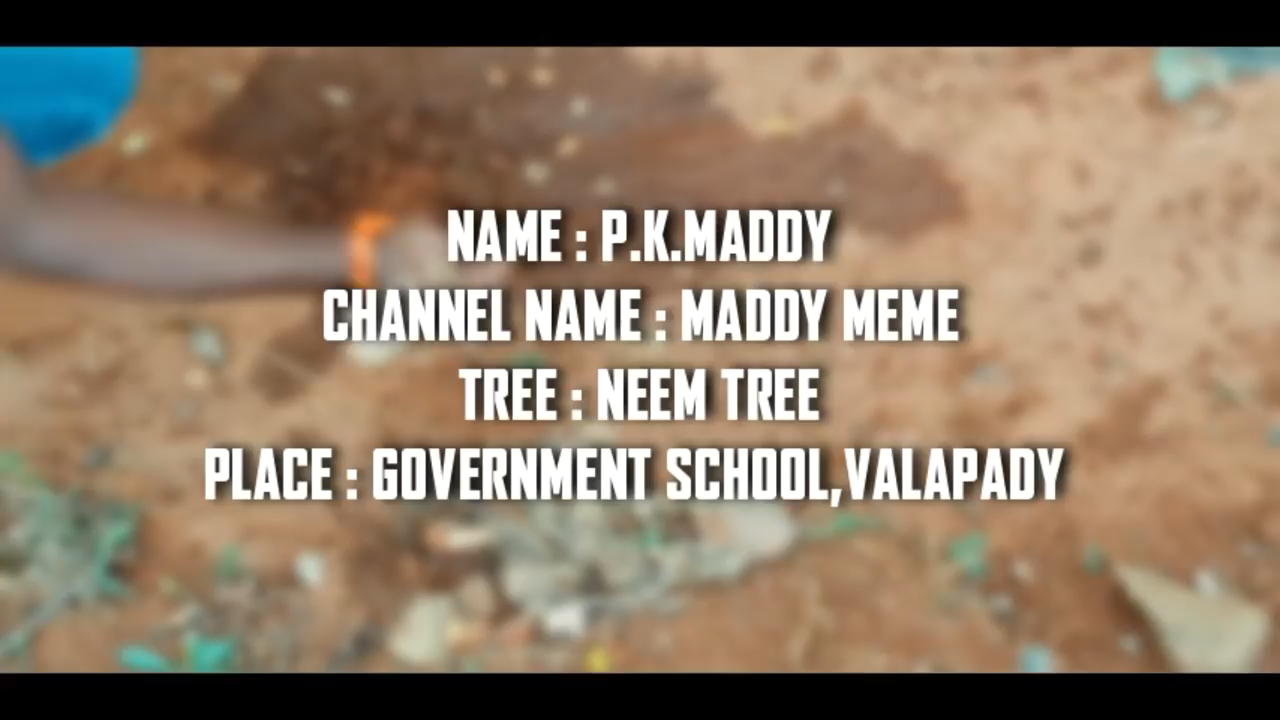 NAME : P.K.MADDY
CHANNEL NAME : MADDY MEME
TREE : NEEM TREE
PLACE : GOVERNMENT SCHOOL,VALAPADY